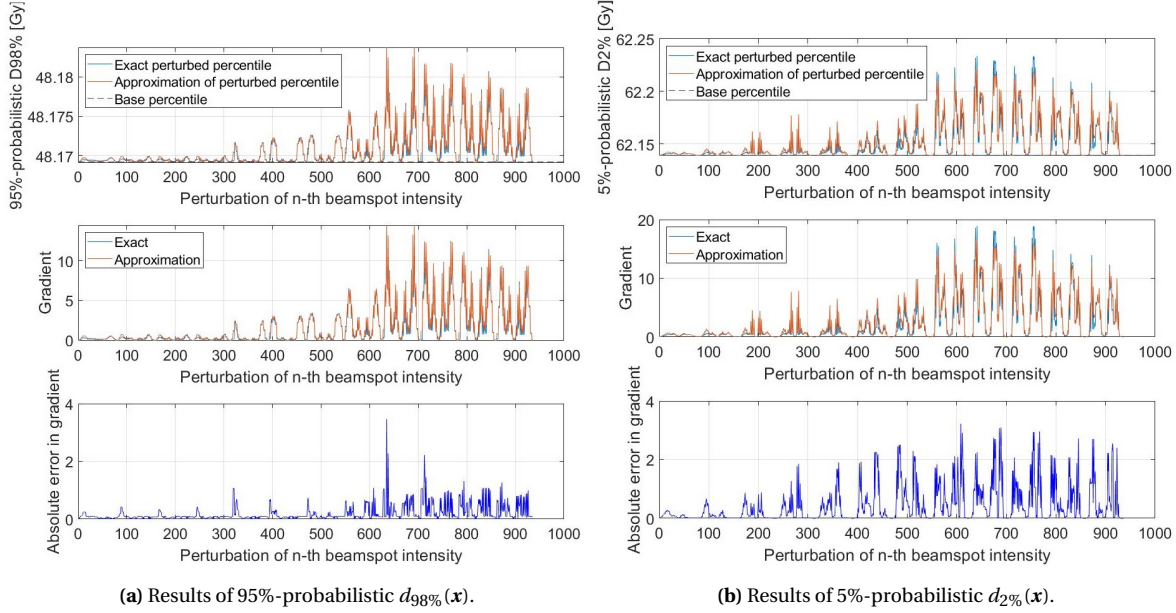 95%-probabilistic D98% [Gy]
48.18
48.175
48.17
Exact perturbed percentile
Approximation of perturbed percentile
Base percentile
0 100 200 300 400 500 600 700 800 900 1000
Perturbation of n-th beamspot intensity
Gradient
10
5
0
Exact
Approximation
0 100 200 300 400 500 600 700 800 900 1000
Perturbation of n-th beamspot intensity
Absolute error in gradient
4
2
0
0 100 200 300 400 500 600 700 800 900 1000
Perturbation of n-th beamspot intensity
(a) Results of 95%-probabilistic d98%(x).
5%-probabilistic D2% [Gy]
62.25
62.2
62.15
Exact perturbed percentile
Approximation of perturbed percentile
Base percentile
0 100 200 300 400 500 600 700 800 900 1000
Perturbation of n-th beamspot intensity
Gradient
20
10
0
Exact
Approximation
0 100 200 300 400 500 600 700 800 900 1000
Perturbation of n-th beamspot intensity
Absolute error in gradient
4
2
0
0 100 200 300 400 500 600 700 800 900 1000
Perturbation of n-th beamspot intensity
(b) Results of 5%-probabilistic d2%(x).